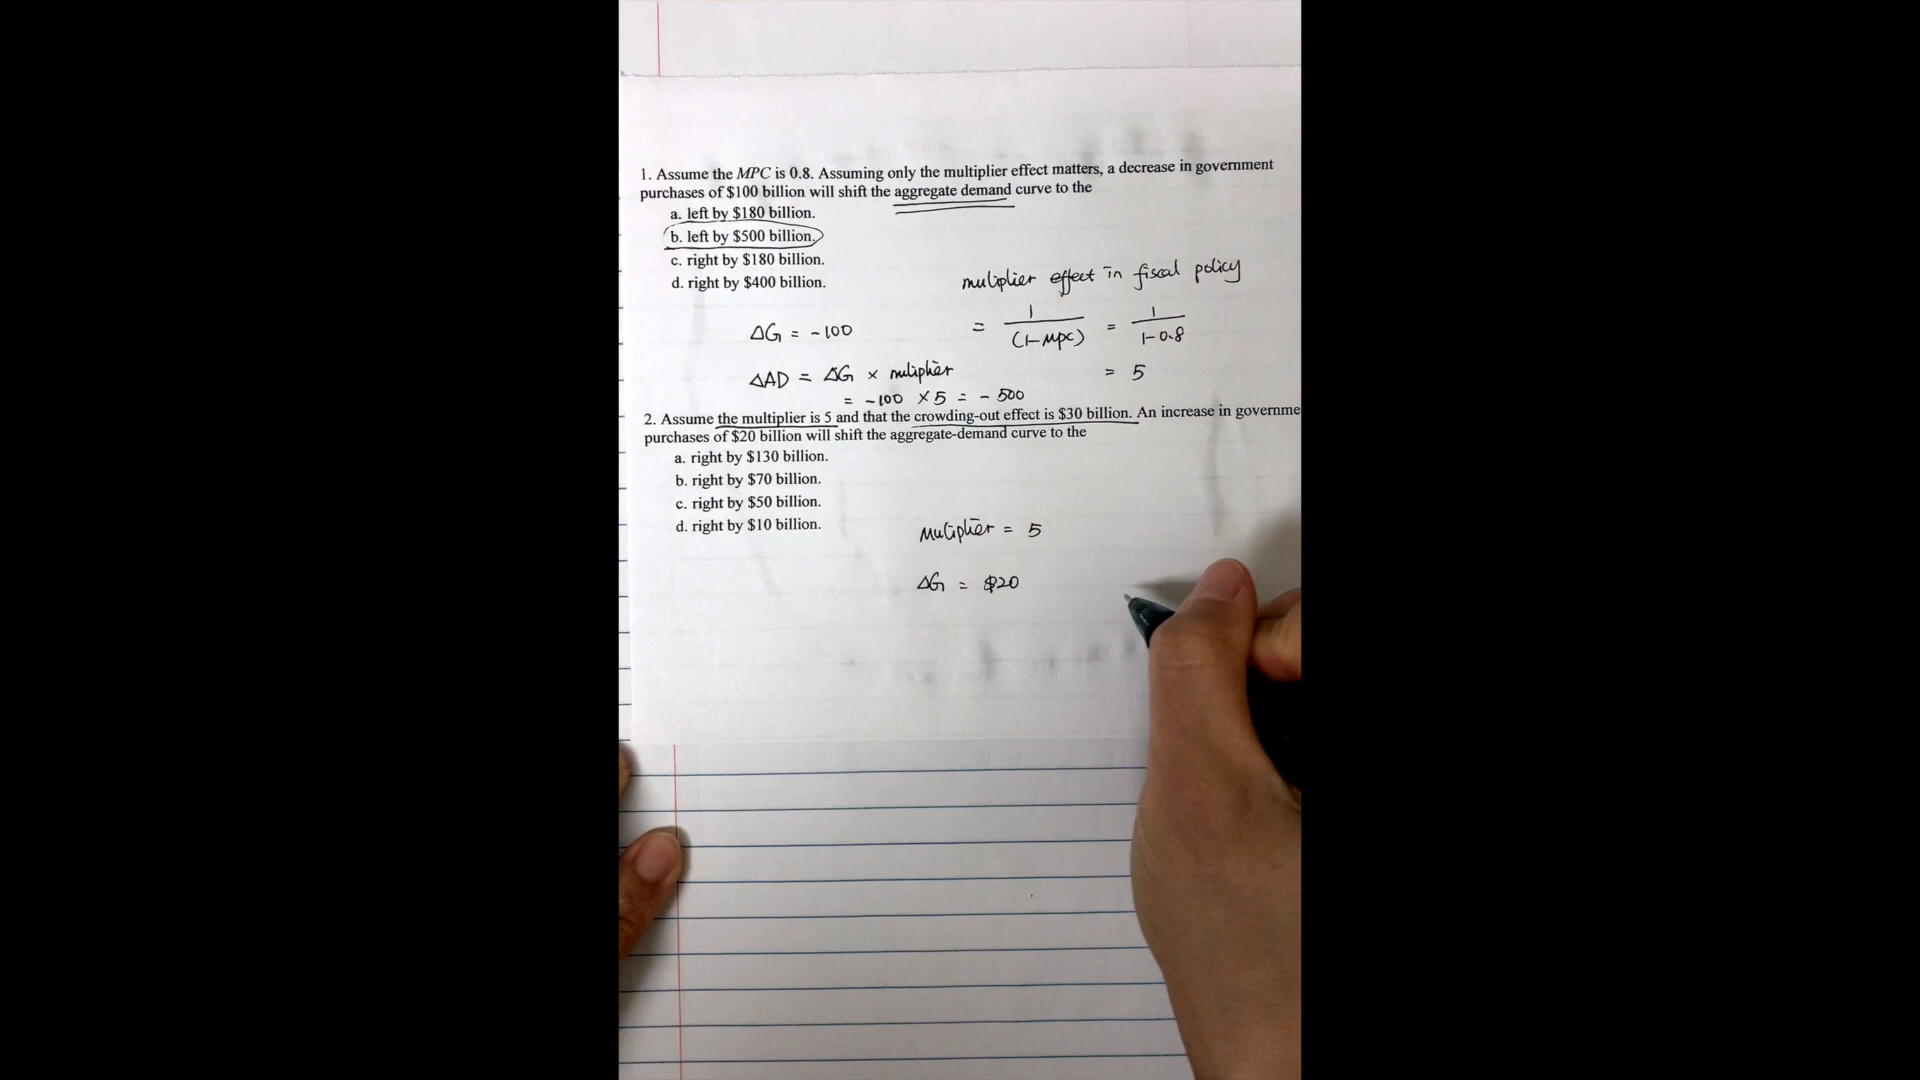 1. Assume the MPC is 0.8. Assuming only the multiplier effect matters, a decrease in government
purchases of $100 billion will shift the aggregate demand curve to the
a. left by $180 billion.
b. left by $500 billion.
c. right by $180 billion.
d. right by $400 billion.
muliplier effect in fiscal policy
= 1/(1-MPC) = 1/1-0.8
= 5
ΔG = -100
ΔAD = ΔG × muliplier
= -100 × 5 = - 500
2. Assume the multiplier is 5 and that the crowding-out effect is $30 billion. An increase in governme
purchases of $20 billion will shift the aggregate-demand curve to the
a. right by $130 billion.
b. right by $70 billion.
c. right by $50 billion.
d. right by $10 billion.
Muliplier = 5
ΔG = $20